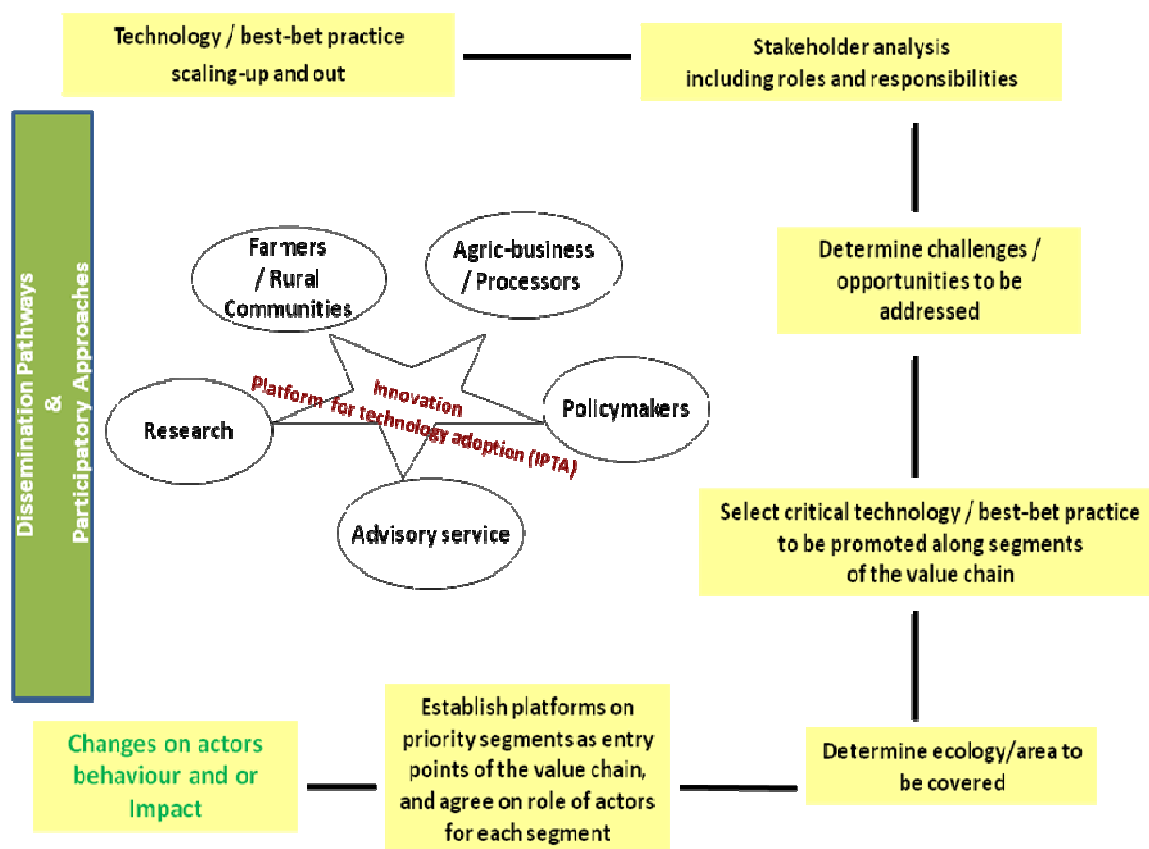 Technology / best-bet practice
scaling-up and out
Stakeholder analysis
including roles and responsibilities
Dissemination Pathways
&
Participatory Approaches
Farmers
/ Rural
Communities
Agric-business
/ Processors
Determine challenges /
opportunities to be
addressed
Innovation
Platform for technology adoption (IPTA)
Research
Policymakers
Advisory service
Select critical technology / best-bet practice
to be promoted along segments
of the value chain
Changes on actors
behaviour and or
Impact
Establish platforms on
priority segments as entry
points of the value chain,
and agree on role of actors
for each segment
Determine ecology/area to
be covered